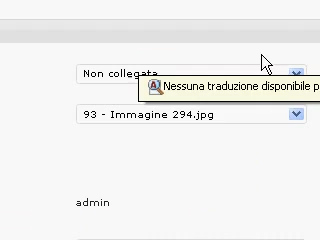 Non collegata
Nessuna traduzione disponibile p
93 - Immagine 294.jpg
admin